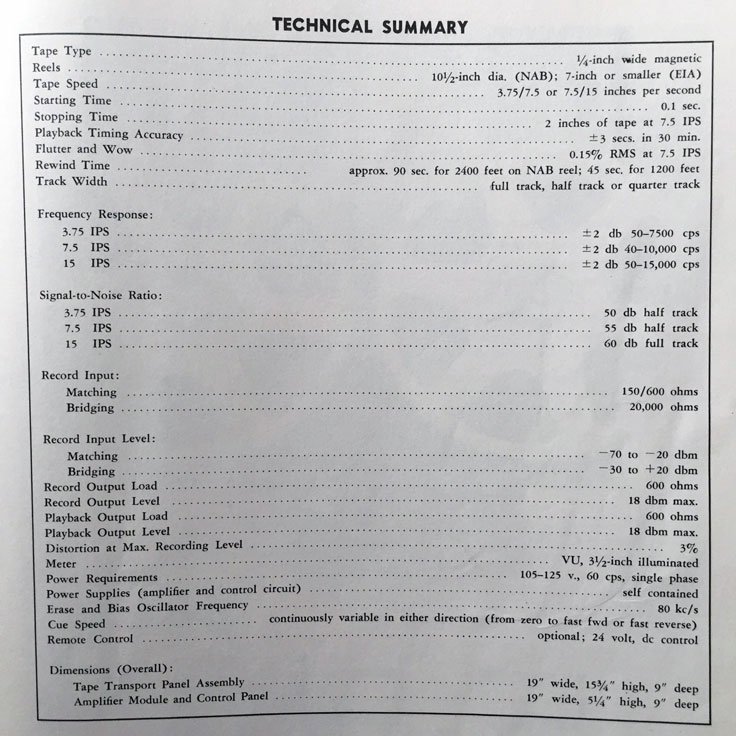 TECHNICAL SUMMARY
Tape Type ........ ¼-inch wide magnetic
Reels ........ 10½-inch dia. (NAB); 7-inch or smaller (EIA)
Tape Speed ........ 3.75/7.5 or 7.5/15 inches per second
Starting Time ........ 0.1 sec.
Stopping Time ........ 2 inches of tape at 7.5 IPS
Playback Timing Accuracy ........ ±3 secs. in 30 min.
Flutter and Wow ........ 0.15% RMS at 7.5 IPS
Rewind Time ........ approx. 90 sec. for 2400 feet on NAB reel; 45 sec. for 1200 feet
Track Width ........ full track, half track or quarter track
Frequency Response:
3.75 IPS ........ ±2 db 50-7500 cps
7.5 IPS ........ ±2 db 40-10,000 cps
15 IPS ........ ±2 db 50-15,000 cps
Signal-to-Noise Ratio:
3.75 IPS ........ 50 db half track
7.5 IPS ........ 55 db half track
15 IPS ........ 60 db full track
Record Input:
Matching ........ 150/600 ohms
Bridging ........ 20,000 ohms
Record Input Level:
Matching ........ −70 to −20 dbm
Bridging ........ −30 to +20 dbm
Record Output Load ........ 600 ohms
Record Output Level ........ 18 dbm max.
Playback Output Load ........ 600 ohms
Playback Output Level ........ 18 dbm max.
Distortion at Max. Recording Level ........ 3%
Meter ........ VU, 3½-inch illuminated
Power Requirements ........ 105-125 v., 60 cps, single phase
Power Supplies (amplifier and control circuit) ........ self contained
Erase and Bias Oscillator Frequency ........ 80 kc/s
Cue Speed ........ continuously variable in either direction (from zero to fast fwd or fast reverse)
Remote Control ........ optional; 24 volt, dc control
Dimensions (Overall):
Tape Transport Panel Assembly ........ 19" wide, 15¾" high, 9" deep
Amplifier Module and Control Panel ........ 19" wide, 5¼" high, 9" deep